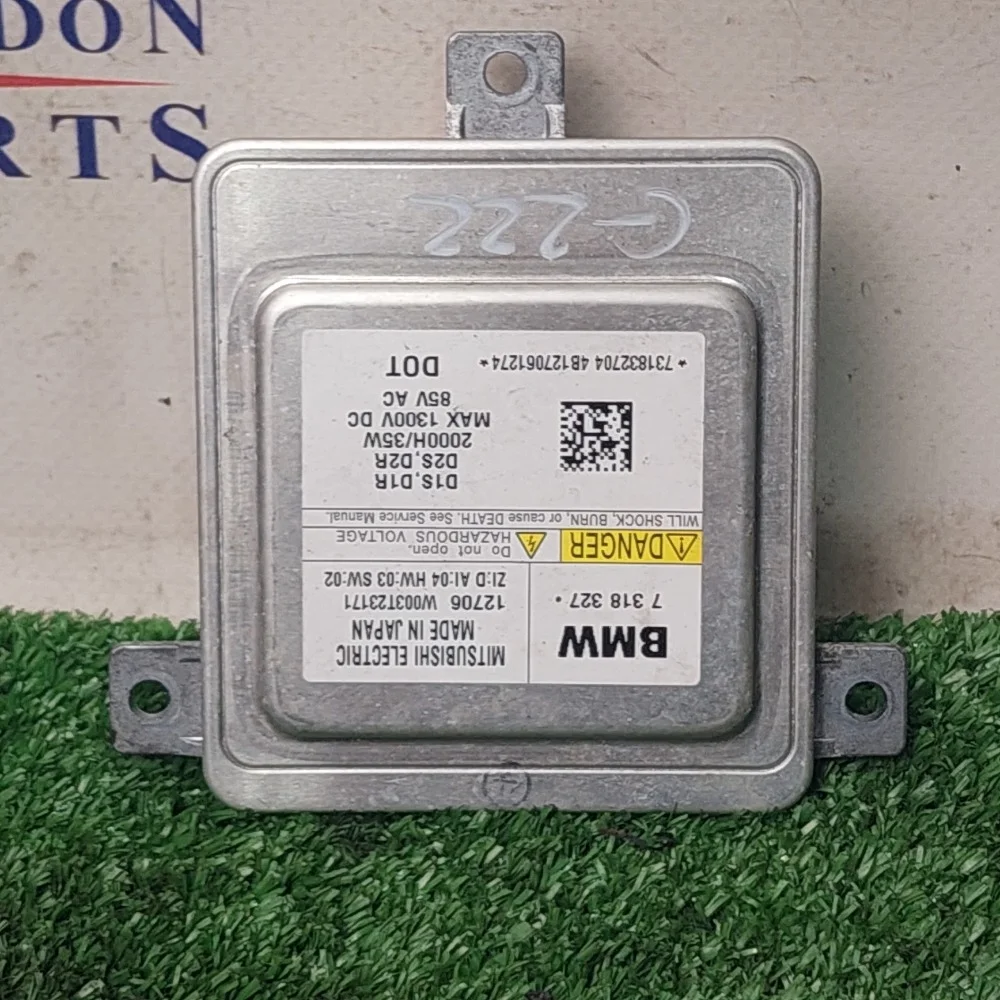 DON
RTS
G-222
BMW
7 318 327 •
MITSUBISHI ELECTRIC
MADE IN JAPAN
12706 W003T23171
ZI:D AI:04 HW:03 SW:02
DANGER
Do not open.
HAZARDOUS VOLTAGE
WILL SHOCK, BURN, or cause DEATH. See Service Manual.
D1S,D1R
D2S,D2R
2000H/35W
MAX 1300V DC
85V AC
*731832704 4B127061274*
DOT